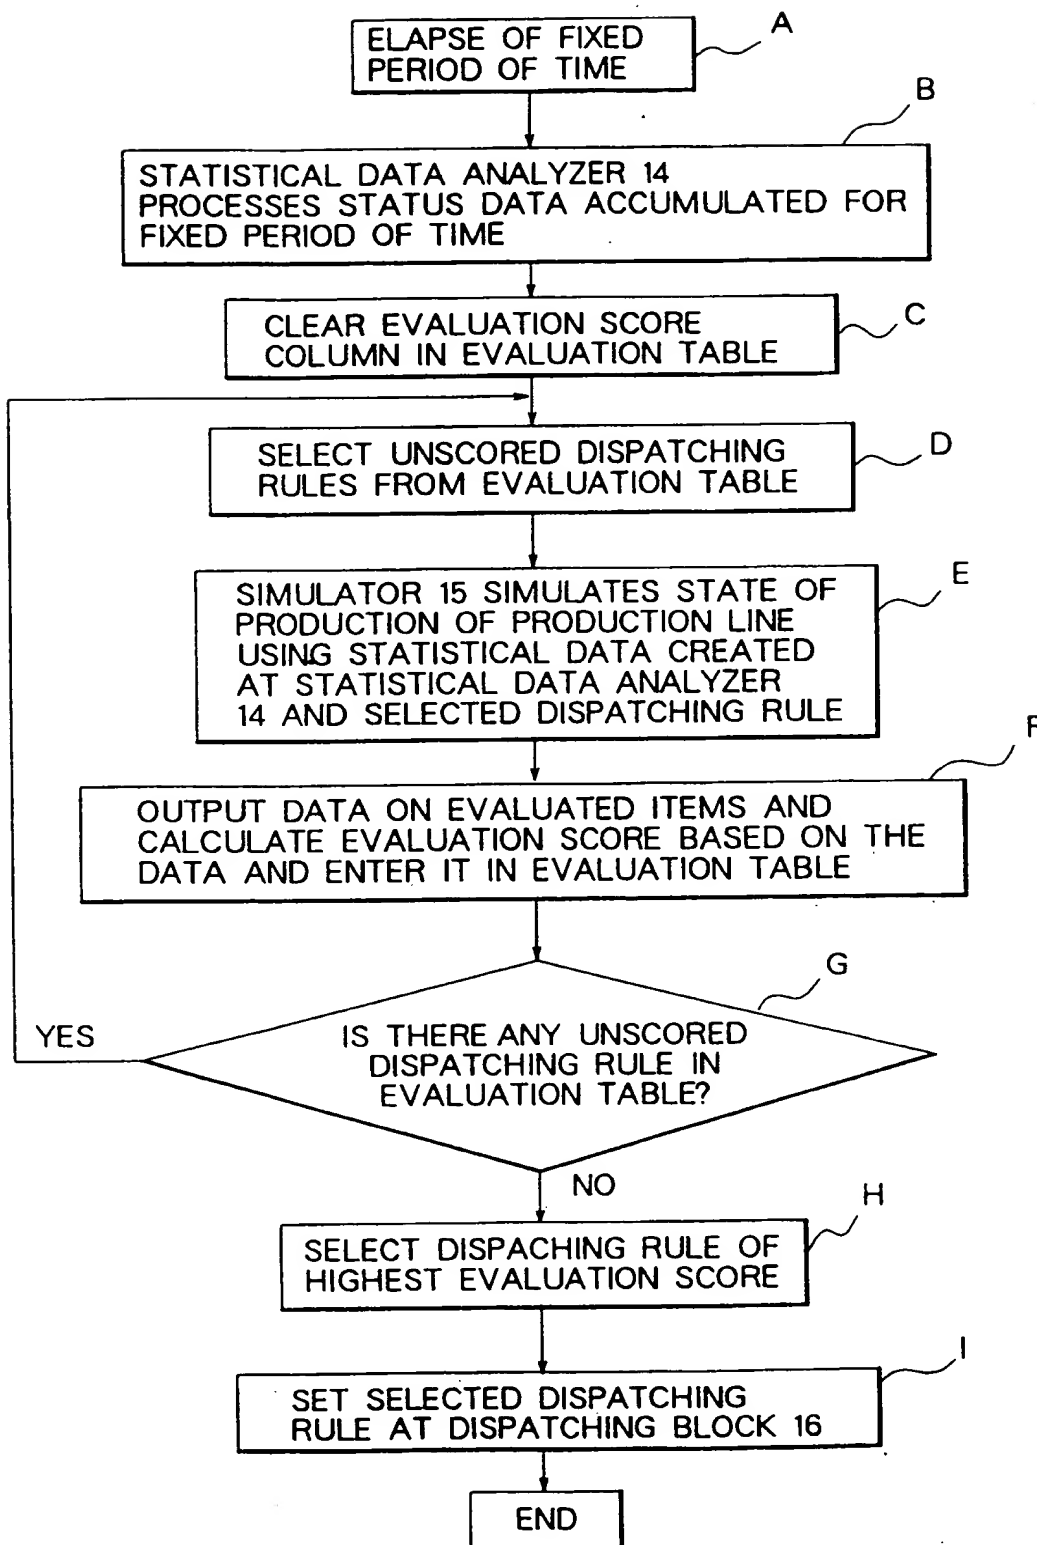 A
ELAPSE OF FIXED
PERIOD OF TIME
B
STATISTICAL DATA ANALYZER 14
PROCESSES STATUS DATA ACCUMULATED FOR
FIXED PERIOD OF TIME
C
CLEAR EVALUATION SCORE
COLUMN IN EVALUATION TABLE
D
SELECT UNSCORED DISPATCHING
RULES FROM EVALUATION TABLE
E
SIMULATOR 15 SIMULATES STATE OF
PRODUCTION OF PRODUCTION LINE
USING STATISTICAL DATA CREATED
AT STATISTICAL DATA ANALYZER
14 AND SELECTED DISPATCHING RULE
F
OUTPUT DATA ON EVALUATED ITEMS AND
CALCULATE EVALUATION SCORE BASED ON THE
DATA AND ENTER IT IN EVALUATION TABLE
G
YES
IS THERE ANY UNSCORED
DISPATCHING RULE IN
EVALUATION TABLE?
NO
H
SELECT DISPACHING RULE OF
HIGHEST EVALUATION SCORE
I
SET SELECTED DISPATCHING
RULE AT DISPATCHING BLOCK 16
END